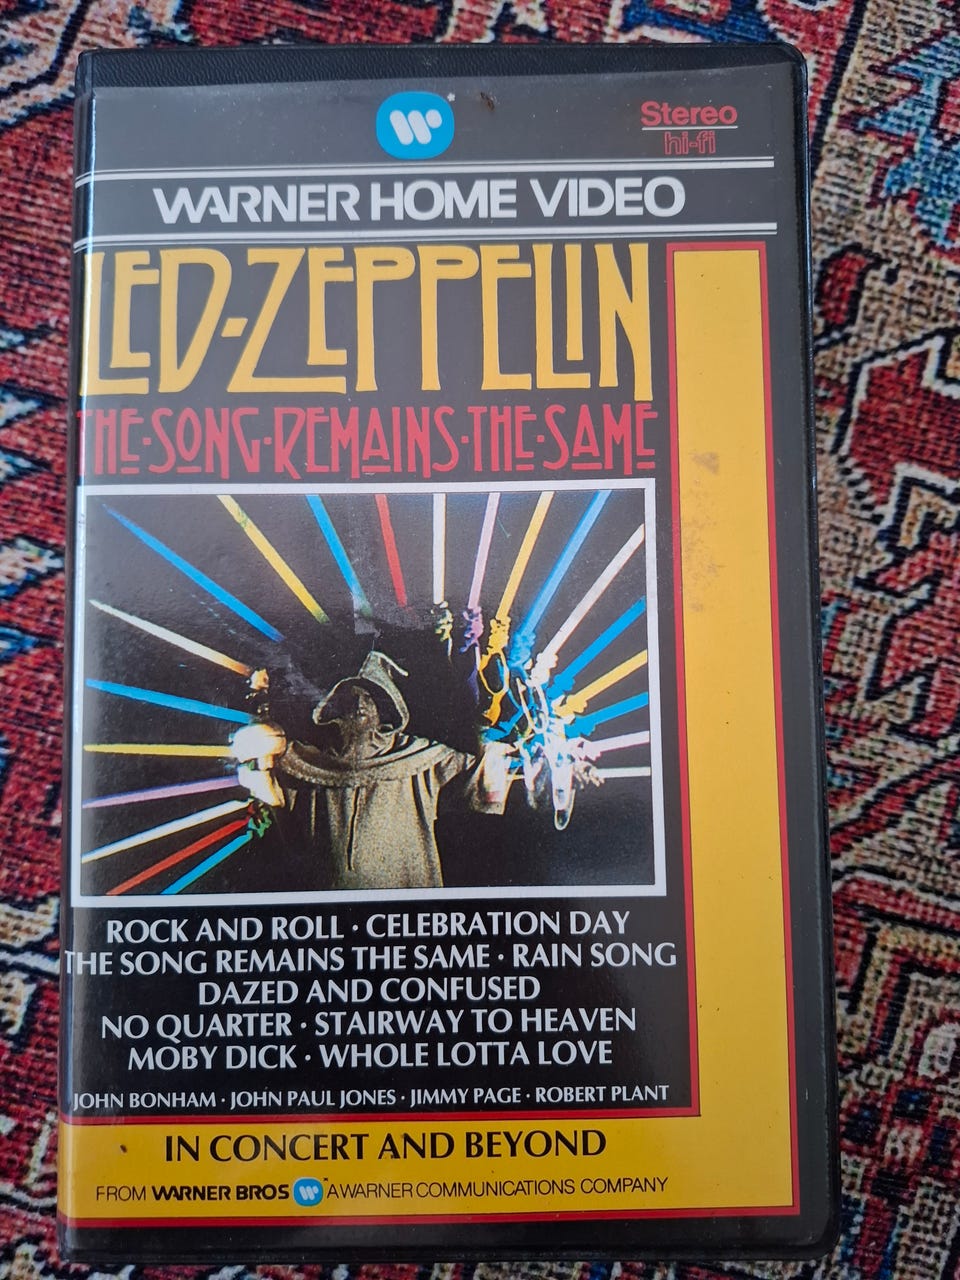 Stereo
hi-fi
WARNER HOME VIDEO
LED-ZEPPELIN
THE·SONG·REMAINS·THE·SAME
ROCK AND ROLL · CELEBRATION DAY
THE SONG REMAINS THE SAME · RAIN SONG
DAZED AND CONFUSED
NO QUARTER · STAIRWAY TO HEAVEN
MOBY DICK · WHOLE LOTTA LOVE
JOHN BONHAM · JOHN PAUL JONES · JIMMY PAGE · ROBERT PLANT
IN CONCERT AND BEYOND
FROM WARNER BROS A WARNER COMMUNICATIONS COMPANY